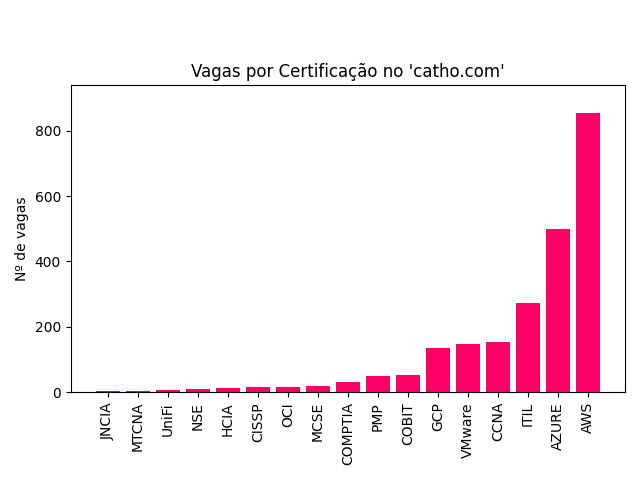 Vagas por Certificação no 'catho.com'
Nº de vagas
800
600
400
200
0
JNCIA
MTCNA
UniFi
NSE
HCIA
CISSP
OCI
MCSE
COMPTIA
PMP
COBIT
GCP
VMware
CCNA
ITIL
AZURE
AWS